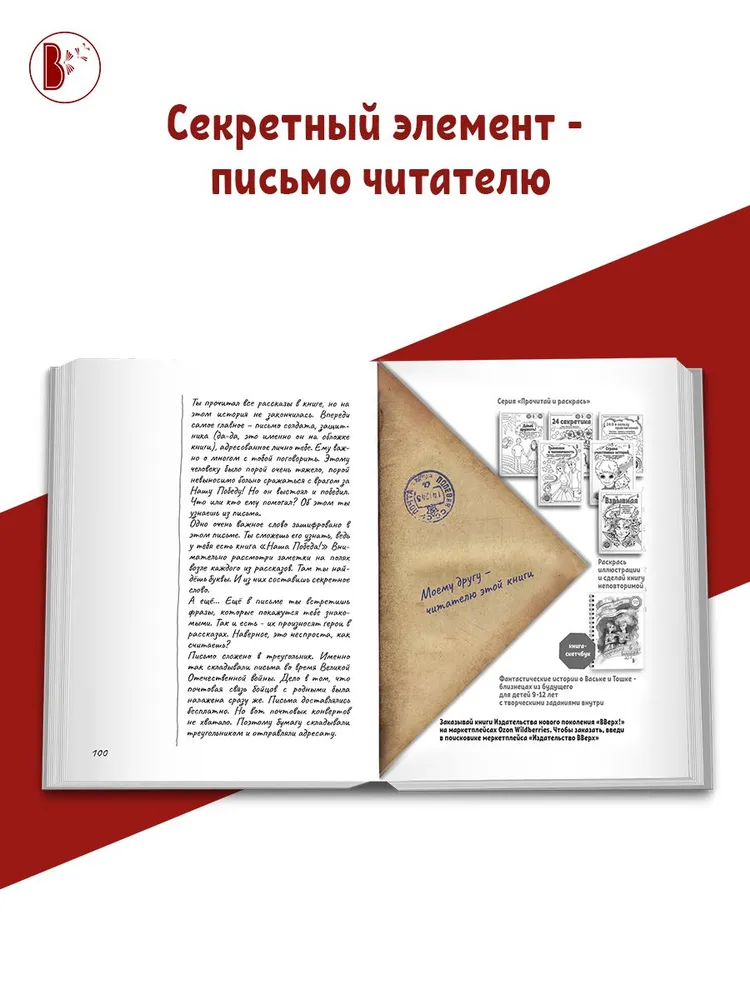 В
Секретный элемент -
письмо читателю
Ты прочитал все рассказы в книге, но на
этом история не закончилась. Впереди
самое главное – письмо солдата, защит-
ника (да-да, это именно он на обложке
книги), адресованное лично тебе. Ему важ-
но о многом с тобой поговорить. Этому
человеку было порой очень тяжело, порой
невыносимо больно сражаться с врагом за
Нашу Победу! Но он выстоял и победил.
Что или кто ему помогал? Об этом ты
узнаешь из письма.
Одно очень важное слово зашифровано в
этом письме. Ты сможешь его узнать, ведь
у тебя есть книга «Наша Победа!» Вни-
мательно рассмотри заметки на полях
возле каждого из рассказов. Там ты най-
дёшь буквы. И из них составишь секретное
слово.
А ещё... Ещё в письме ты встретишь
фразы, которые покажутся тебе знако-
мыми. Так и есть - их произносят герои в
рассказах. Наверное, это неспроста, как
считаешь?
Письмо сложено в треугольник. Именно
так складывали письма во время Великой
Отечественной войны. Дело в том, что
почтовая связь бойцов с родными была
налажена сразу же. Письма доставлялись
бесплатно. Но вот почтовых конвертов
не хватало. Поэтому бумагу складывали
треугольником и отправляли адресату.
100
Моему другу –
читателю этой книги
Серия «Прочитай и раскрась»
24 секретика
Взрывная
Раскрась
иллюстрации
и сделай книгу
неповторимой
книга-
скетчбук
Фантастические истории о Ваське и Тошке -
близнецах из будущего
для детей 9-12 лет
с творческими заданиями внутри
Заказывай книги Издательства нового поколения «ВВерх!»
на маркетплейсах Ozon Wildberries. Чтобы заказать, введи
в поисковике меркетплейса «Издательство ВВерх»